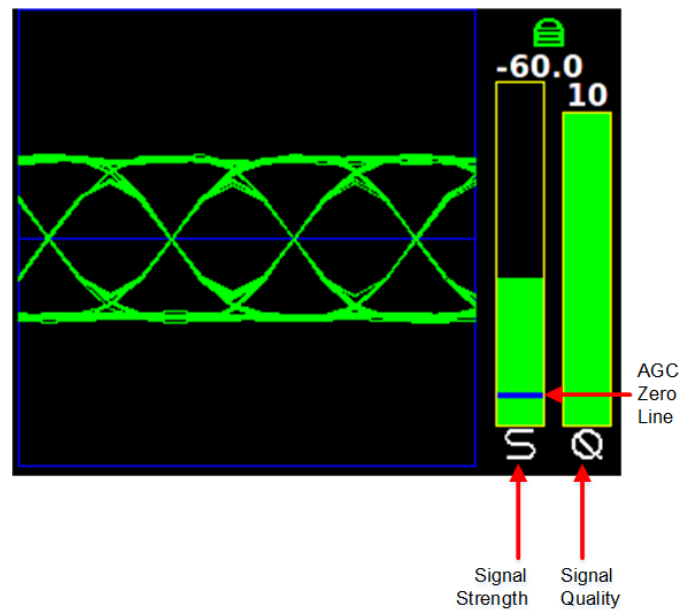 -60.0
10
S
Q
AGC
Zero
Line
Signal
Strength
Signal
Quality